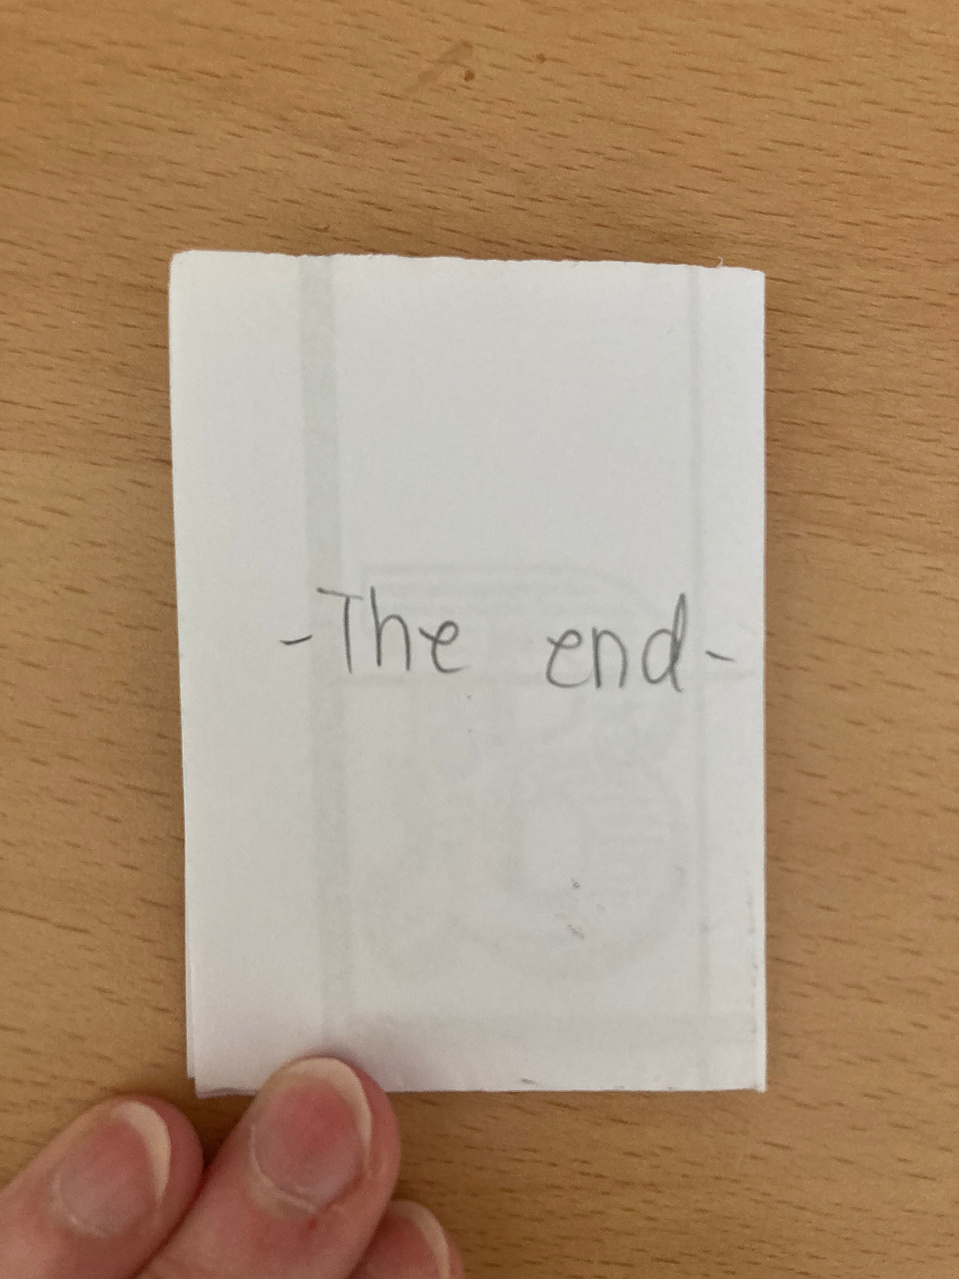 -The end-